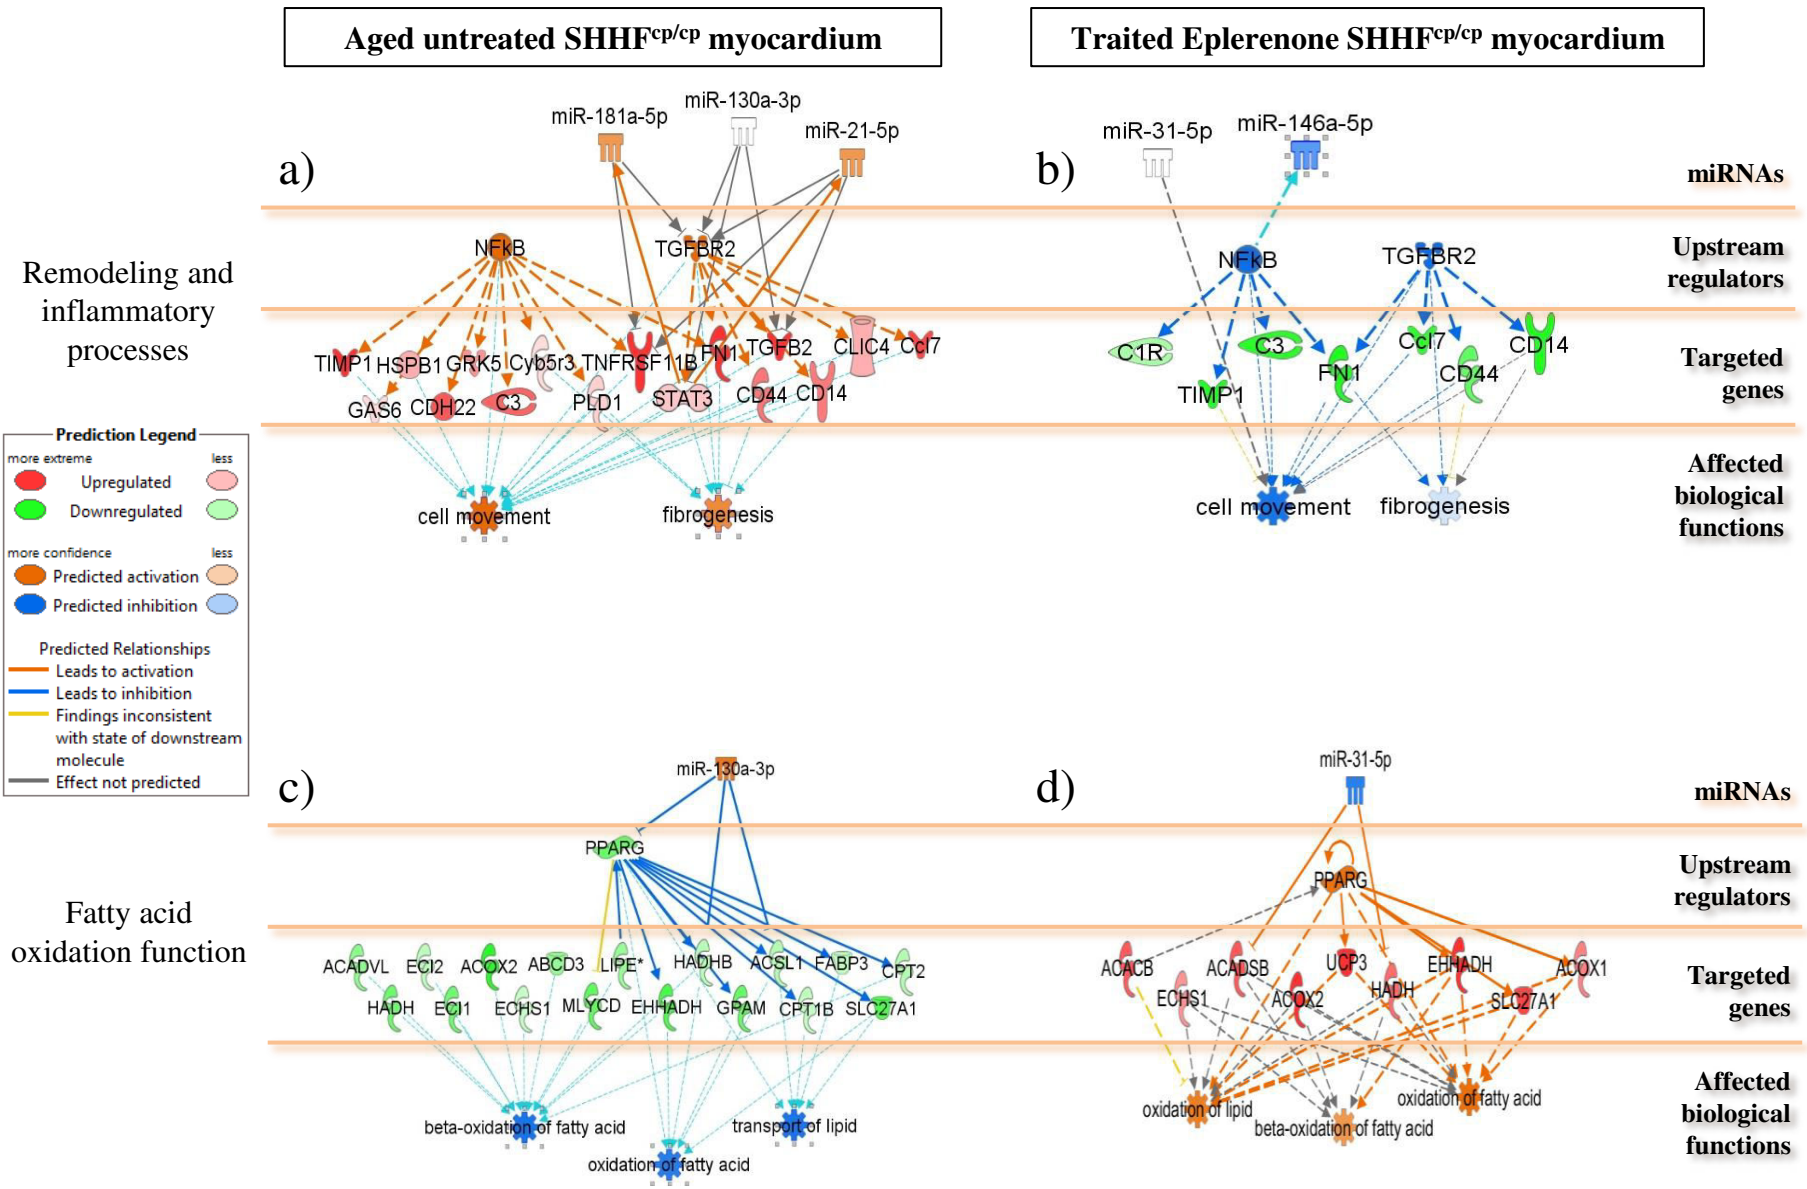 Aged untreated SHHFcp/cp myocardium
Traited Eplerenone SHHFcp/cp myocardium
a)
miR-181a-5p
miR-130a-3p
miR-21-5p
b)
miR-31-5p
miR-146a-5p
miRNAs
Remodeling and
inflammatory
processes
NFkB
TGFBR2
NFkB
TGFBR2
Upstream
regulators
TIMP1 HSPB1 GRK5 Cyb5r3 TNFRSF11B FN1 TGFB2 CLIC4 Ccl7
GAS6 CDH22 C3 PLD1 STAT3 CD44 CD14
C1R C3 FN1 Ccl7 CD44 CD14
TIMP1
Targeted
genes
cell movement
fibrogenesis
cell movement
fibrogenesis
Affected
biological
functions
Prediction Legend
more extreme less
Upregulated
Downregulated
more confidence less
Predicted activation
Predicted inhibition
Predicted Relationships
Leads to activation
Leads to inhibition
Findings inconsistent
with state of downstream
molecule
Effect not predicted
c)
miR-130a-3p
d)
miR-31-5p
miRNAs
Fatty acid
oxidation function
PPARG
PPARG
Upstream
regulators
ACADVL ECI2 ACOX2 ABCD3 LIPE* HADHB ACSL1 FABP3 CPT2
HADH ECI1 ECHS1 MLYCD EHHADH GPAM CPT1B SLC27A1
ACACB ACADSB UCP3 EHHADH ACOX1
ECHS1 ACOX2 HADH SLC27A1
Targeted
genes
beta-oxidation of fatty acid
transport of lipid
oxidation of fatty acid
oxidation of lipid
oxidation of fatty acid
beta-oxidation of fatty acid
Affected
biological
functions